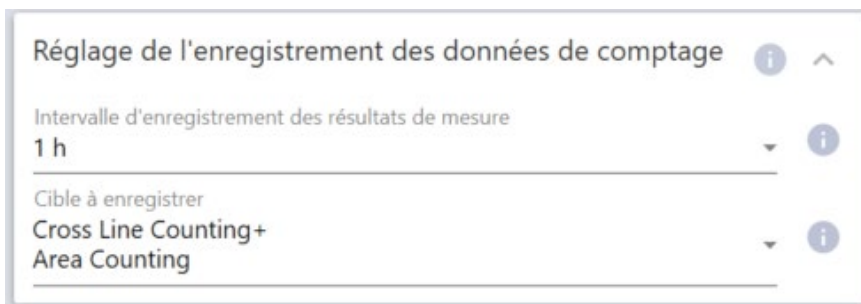 Réglage de l'enregistrement des données de comptage
Intervalle d'enregistrement des résultats de mesure
1 h
Cible à enregistrer
Cross Line Counting+
Area Counting